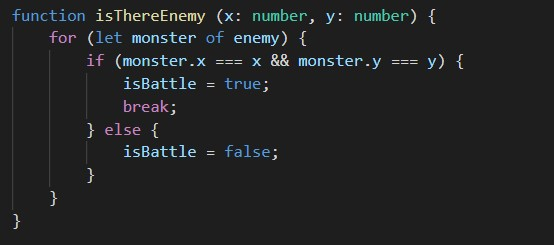 function isThereEnemy (x: number, y: number) {
    for (let monster of enemy) {
        if (monster.x === x && monster.y === y) {
            isBattle = true;
            break;
        } else {
            isBattle = false;
        }
    }
}